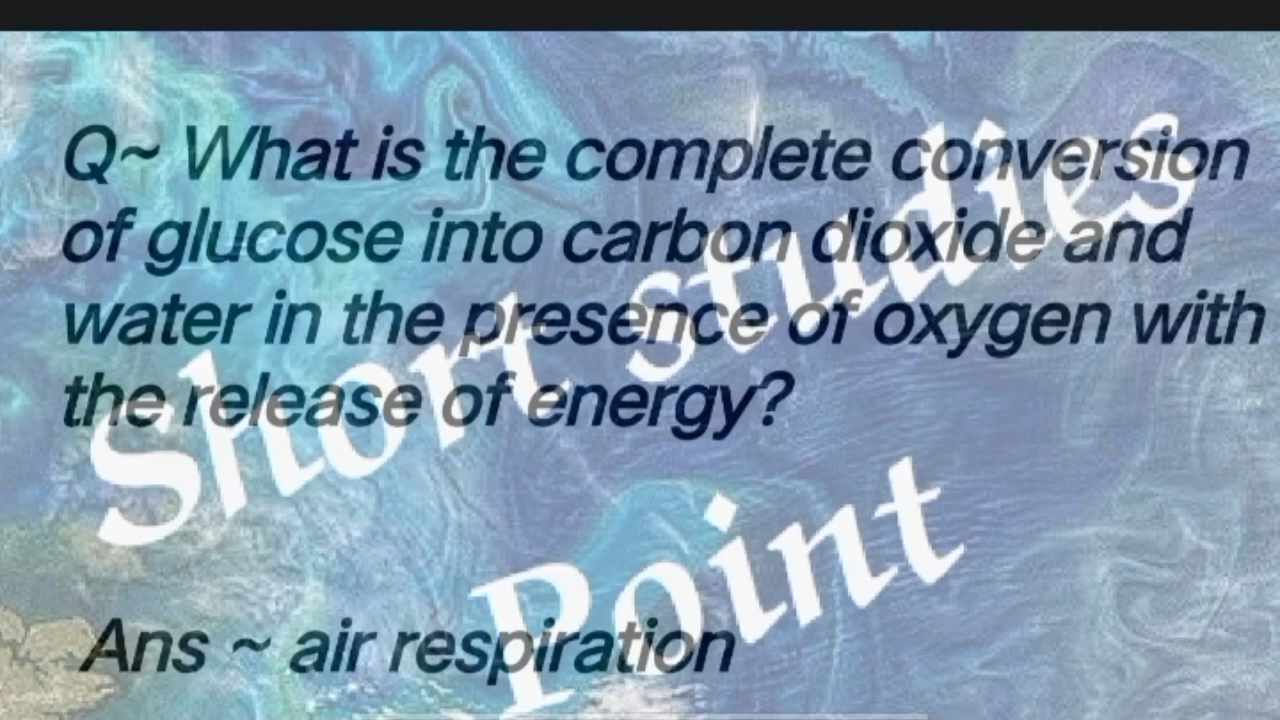 Q~ What is the complete conversion
of glucose into carbon dioxide and
water in the presence of oxygen with
the release of energy?
Short studies
Point
Ans ~ air respiration